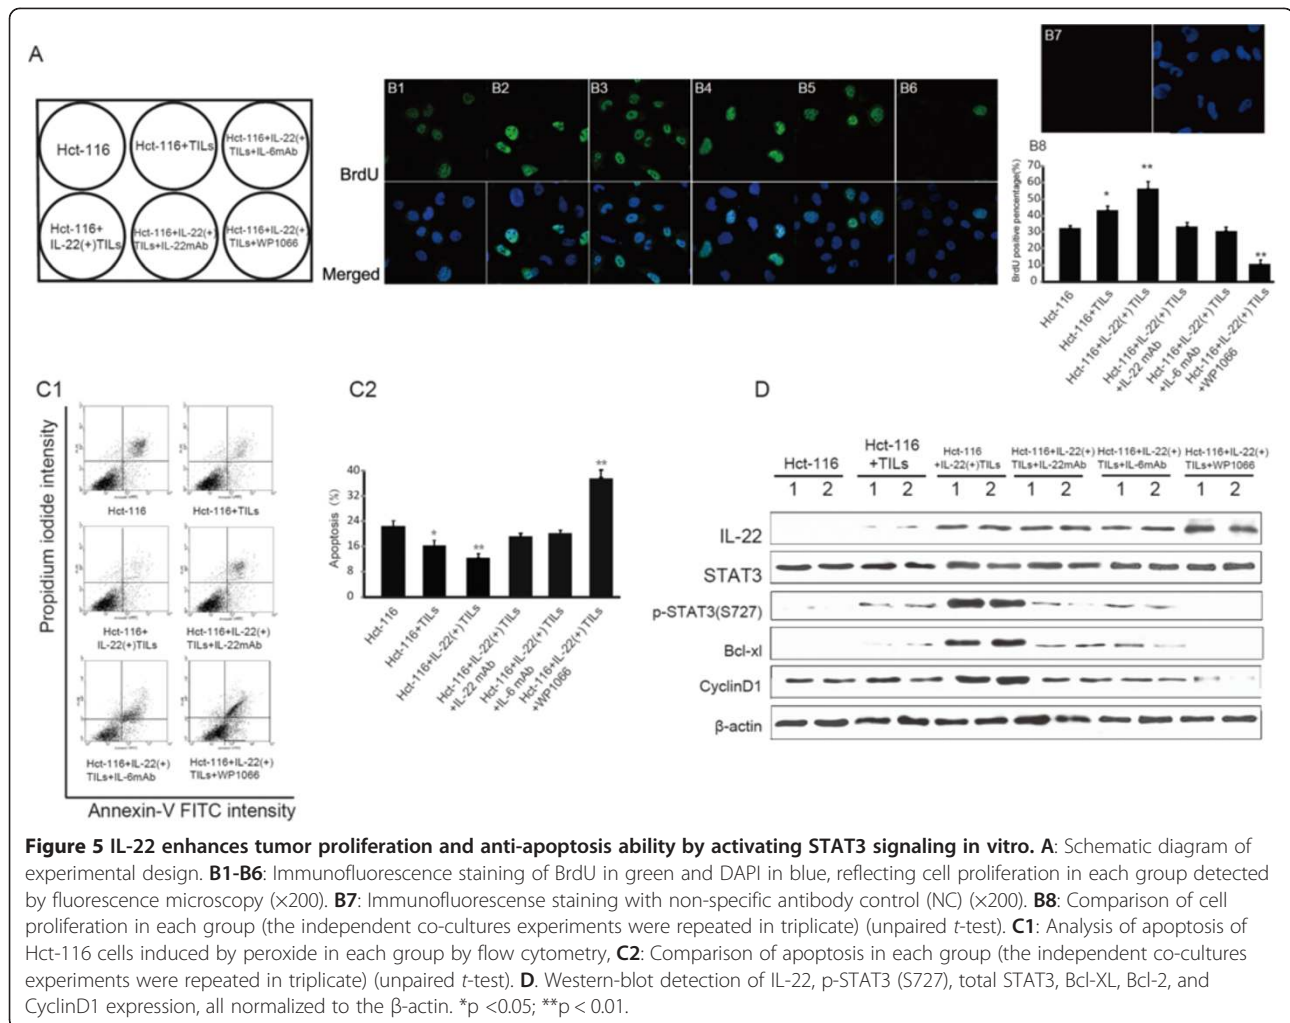 A
Hct-116
Hct-116+TILs
Hct-116+IL-22(+)
TILs+IL-6mAb
Hct-116+
IL-22(+)TILs
Hct-116+IL-22(+)
TILs+IL-22mAb
Hct-116+IL-22(+)
TILs+WP1066
B1
B2
B3
B4
B5
B6
BrdU
Merged
B7
B8
BrdU positive percentage(%)
70
60
50
40
30
20
10
0
*
**
**
Hct-116
Hct-116+TILs
Hct-116+IL-22(+)TILs
Hct-116+IL-22(+)TILs
+IL-22 mAb
Hct-116+IL-22(+)TILs
+IL-6 mAb
Hct-116+IL-22(+)TILs
+WP1066
C1
Propidium iodide intensity
Hct-116
Hct-116+TILs
Hct-116+
IL-22(+)TILs
Hct-116+IL-22(+)
TILs+IL-22mAb
Hct-116+IL-22(+)
TILs+IL-6mAb
Hct-116+IL-22(+)
TILs+WP1066
Annexin-V FITC intensity
C2
Apoptosis (%)
40
32
24
16
8
0
*
**
**
Hct-116
Hct-116+TILs
Hct-116+IL-22(+)TILs
Hct-116+IL-22(+)TILs
+IL-22 mAb
Hct-116+IL-22(+)TILs
+IL-6 mAb
Hct-116+IL-22(+)TILs
+WP1066
D
Hct-116
Hct-116
+TILs
Hct-116
+IL-22(+)TILs
Hct-116+IL-22(+)
TILs+IL-22mAb
Hct-116+IL-22(+)
TILs+IL-6mAb
Hct-116+IL-22(+)
TILs+WP1066
1 2 1 2 1 2 1 2 1 2 1 2
IL-22
STAT3
p-STAT3(S727)
Bcl-xl
CyclinD1
β-actin
Figure 5 IL-22 enhances tumor proliferation and anti-apoptosis ability by activating STAT3 signaling in vitro. A: Schematic diagram of
experimental design. B1-B6: Immunofluorescence staining of BrdU in green and DAPI in blue, reflecting cell proliferation in each group detected
by fluorescence microscopy (×200). B7: Immunofluorescense staining with non-specific antibody control (NC) (×200). B8: Comparison of cell
proliferation in each group (the independent co-cultures experiments were repeated in triplicate) (unpaired t-test). C1: Analysis of apoptosis of
Hct-116 cells induced by peroxide in each group by flow cytometry, C2: Comparison of apoptosis in each group (the independent co-cultures
experiments were repeated in triplicate) (unpaired t-test). D. Western-blot detection of IL-22, p-STAT3 (S727), total STAT3, Bcl-XL, Bcl-2, and
CyclinD1 expression, all normalized to the β-actin. *p <0.05; **p < 0.01.